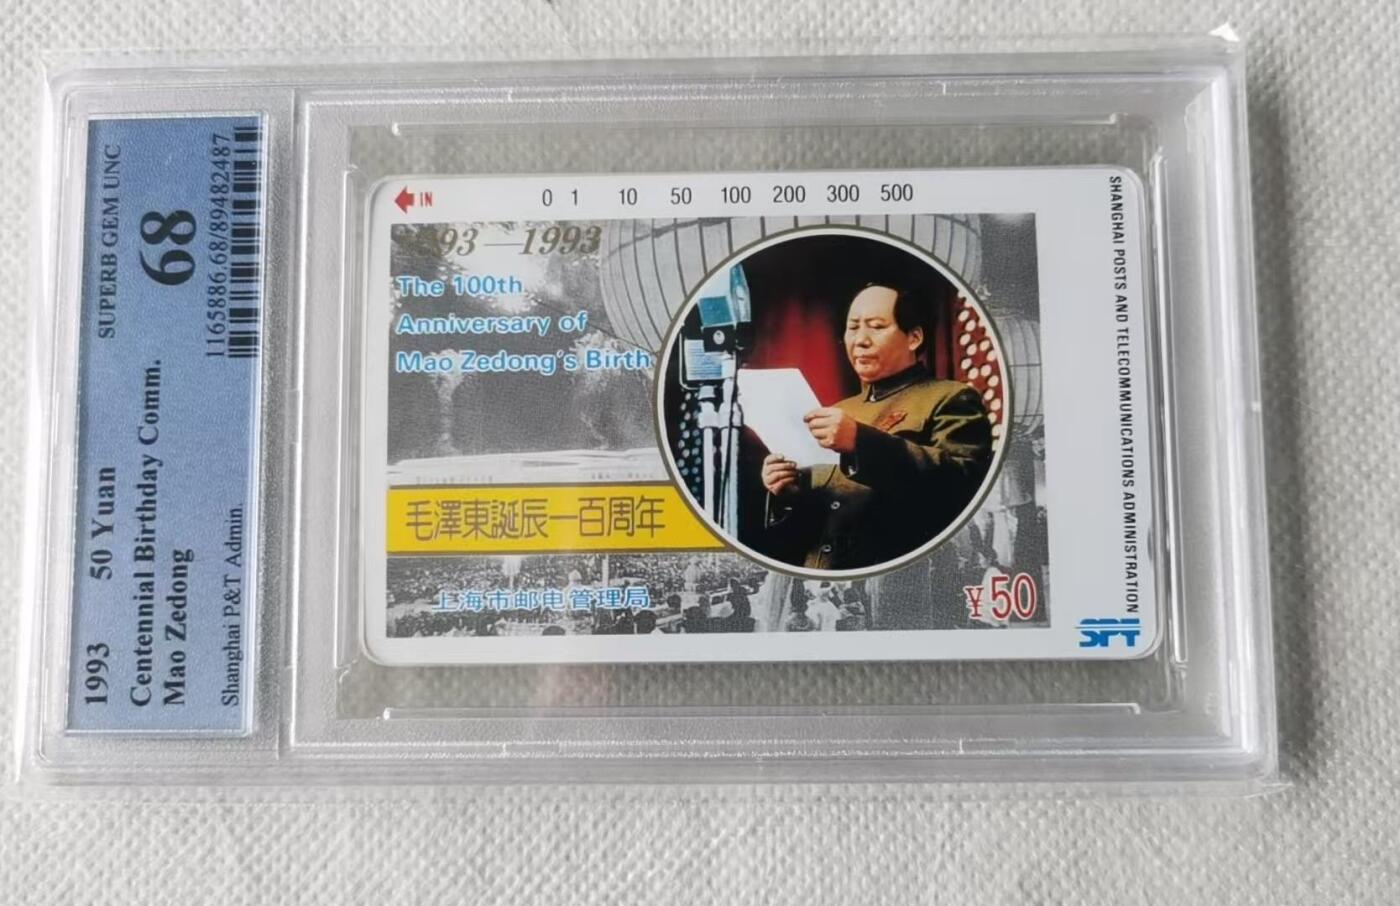 1993 50 Yuan SUPERB GEM UNC
Centennial Birthday Comm. 68
Mao Zedong
Shanghai P&T Admin. 1165886.68/89482487
IN 0 1 10 50 100 200 300 500
1893—1993
The 100th
Anniversary of
Mao Zedong's Birth
毛澤東誕辰一百周年
上海市邮电管理局
¥50
SHANGHAI POSTS AND TELECOMMUNICATIONS ADMINISTRATION
SPT